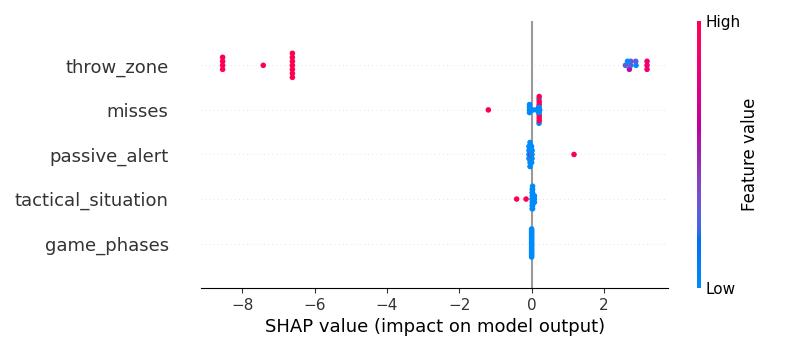 High
throw_zone
misses
passive_alert
tactical_situation
game_phases
Feature value
Low
−8 −6 −4 −2 0 2
SHAP value (impact on model output)